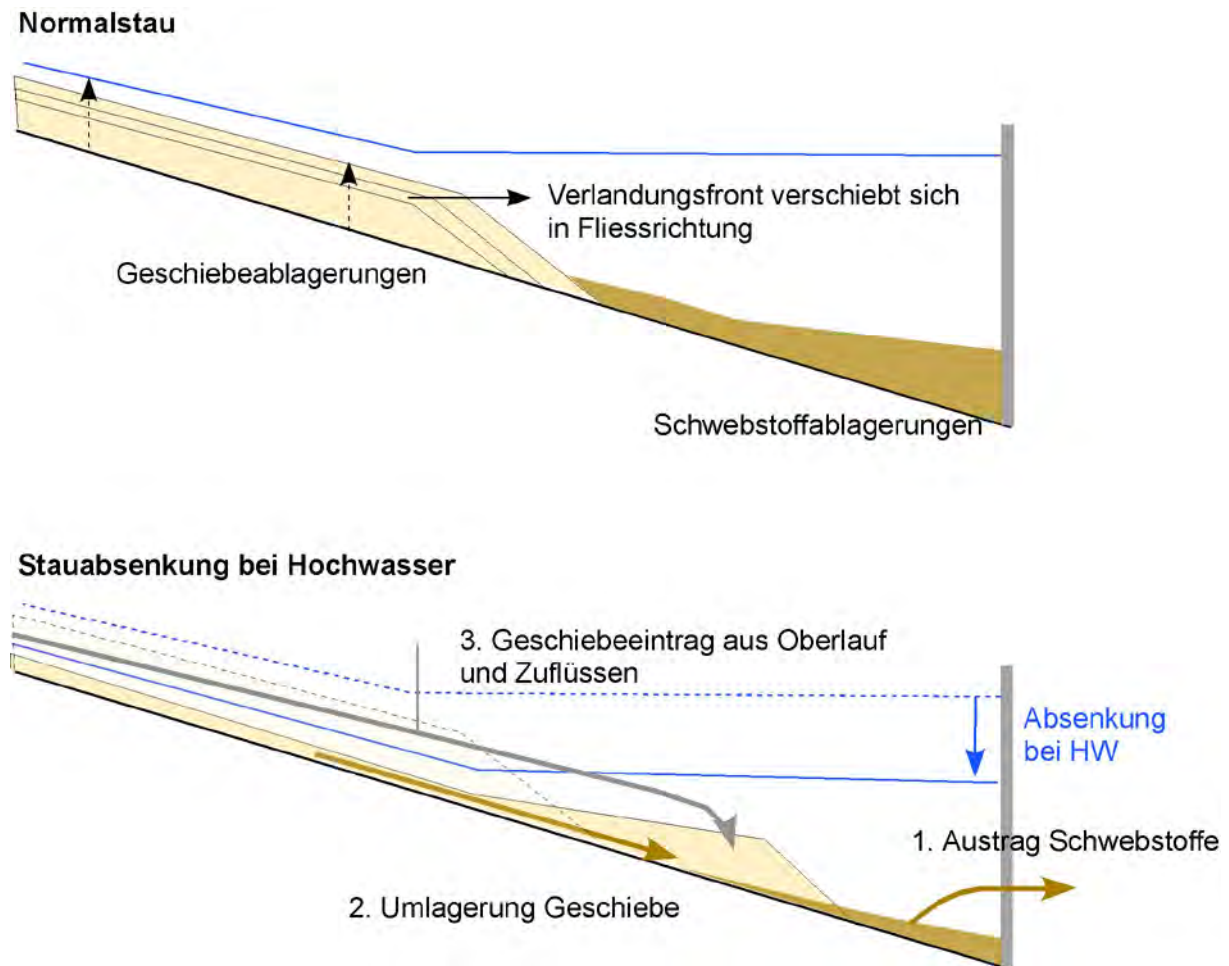 Normalstau
Verlandungsfront verschiebt sich
in Fliessrichtung
Geschiebeablagerungen
Schwebstoffablagerungen
Stauabsenkung bei Hochwasser
3. Geschiebeeintrag aus Oberlauf
und Zuflüssen
Absenkung
bei HW
1. Austrag Schwebstoffe
2. Umlagerung Geschiebe